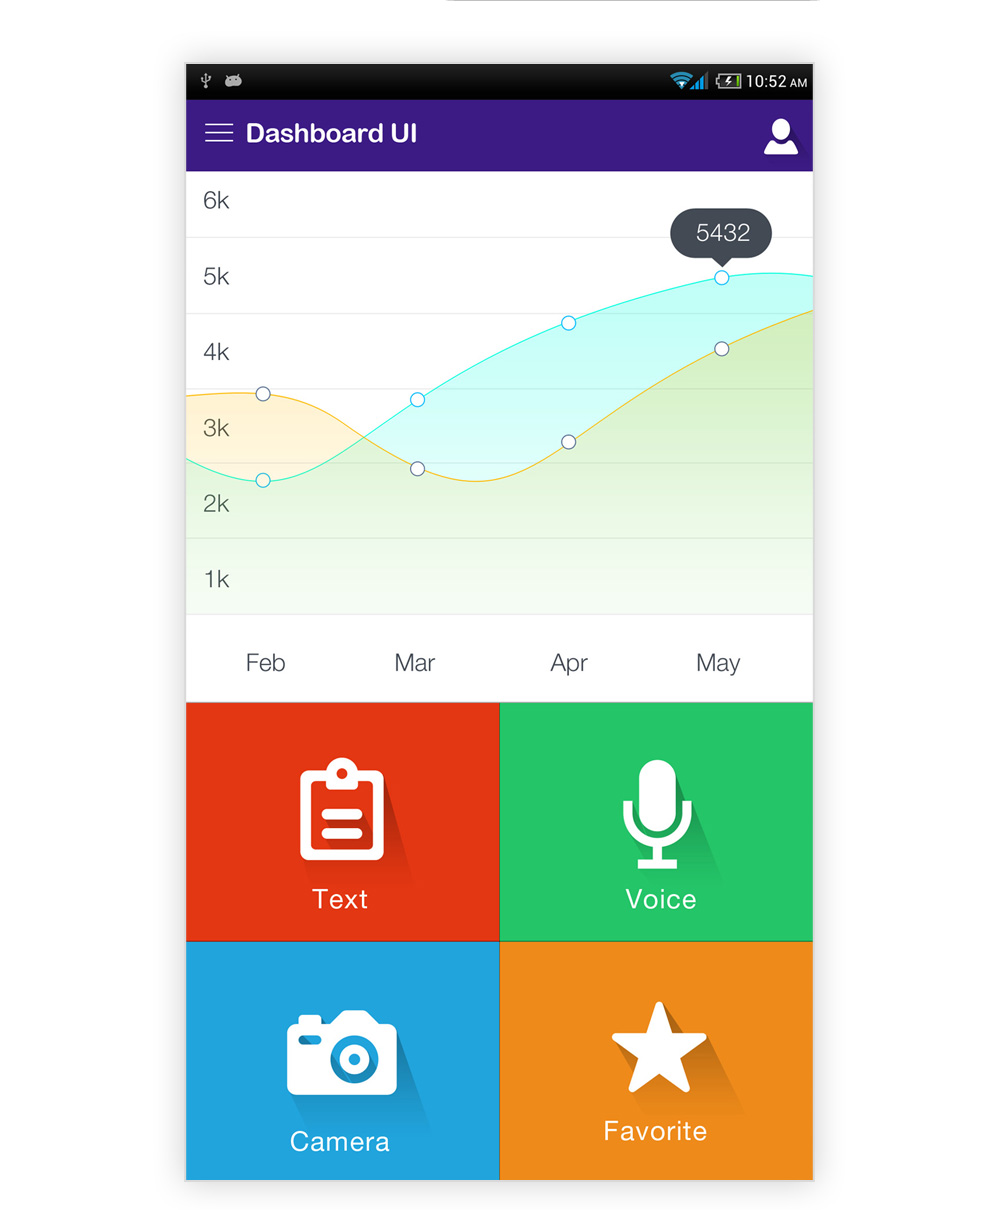 10:52 AM
Dashboard UI
6k
5432
5k
4k
3k
2k
1k
Feb Mar Apr May
Text Voice
Camera Favorite